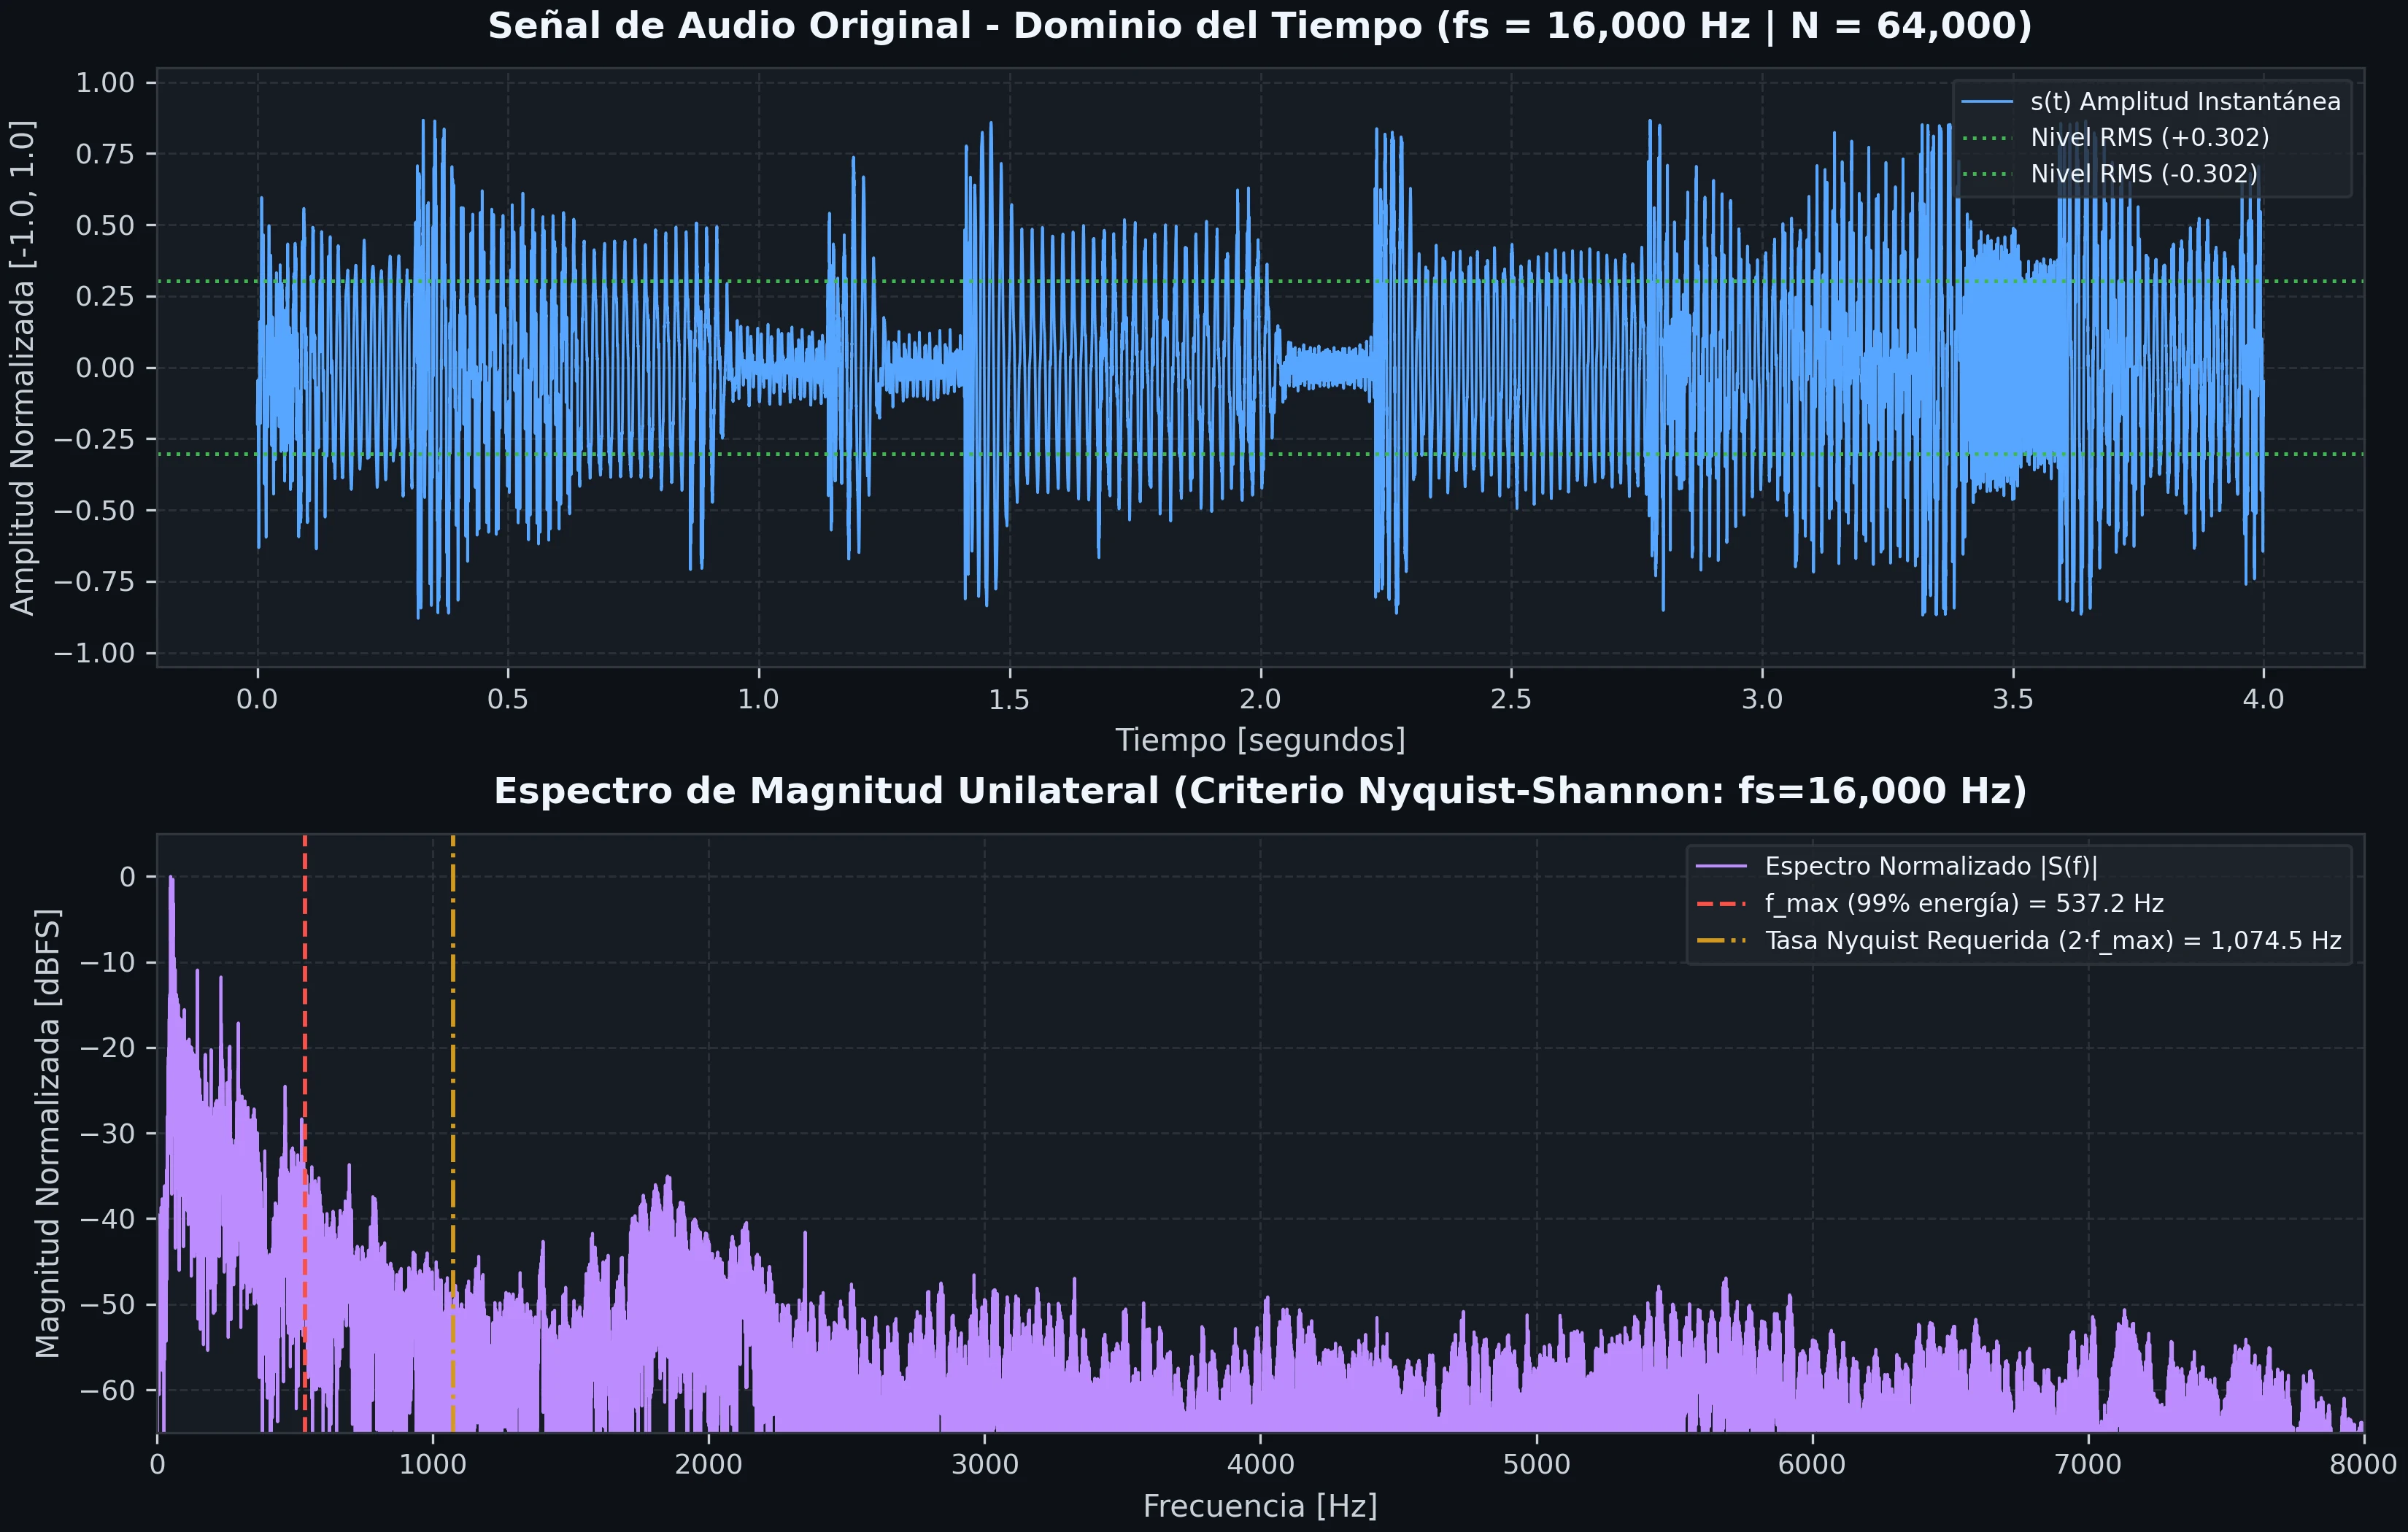 Señal de Audio Original - Dominio del Tiempo (fs = 16,000 Hz | N = 64,000)
Amplitud Normalizada [-1.0, 1.0]
1.00
0.75
0.50
0.25
0.00
−0.25
−0.50
−0.75
−1.00
s(t) Amplitud Instantánea
Nivel RMS (+0.302)
Nivel RMS (-0.302)
0.0 0.5 1.0 1.5 2.0 2.5 3.0 3.5 4.0
Tiempo [segundos]
Espectro de Magnitud Unilateral (Criterio Nyquist-Shannon: fs=16,000 Hz)
Magnitud Normalizada [dBFS]
0
−10
−20
−30
−40
−50
−60
Espectro Normalizado |S(f)|
f_max (99% energía) = 537.2 Hz
Tasa Nyquist Requerida (2·f_max) = 1,074.5 Hz
0 1000 2000 3000 4000 5000 6000 7000 8000
Frecuencia [Hz]